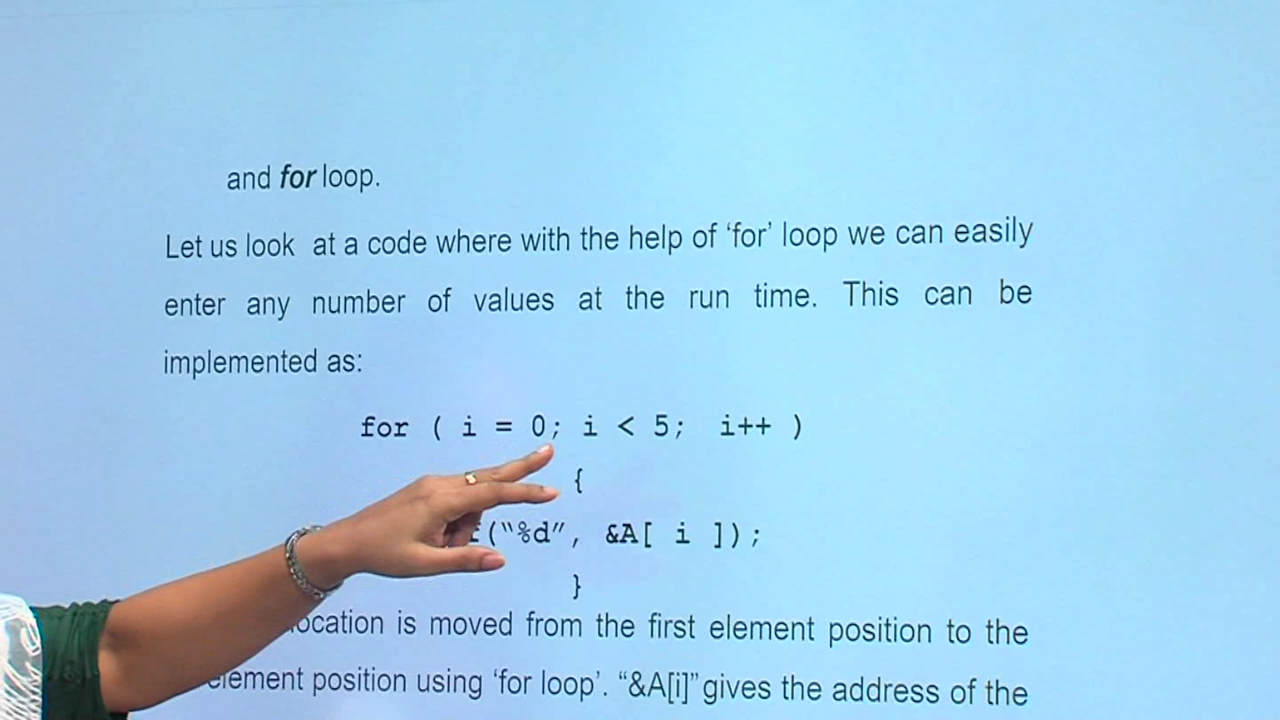 and for loop.
Let us look at a code where with the help of ‘for’ loop we can easily
enter any number of values at the run time. This can be
implemented as:
for ( i = 0; i < 5; i++ )
{
("%d", &A[ i ]);
}
is moved from the first element position to the
position using ‘for loop’. “&A[i]” gives the address of the